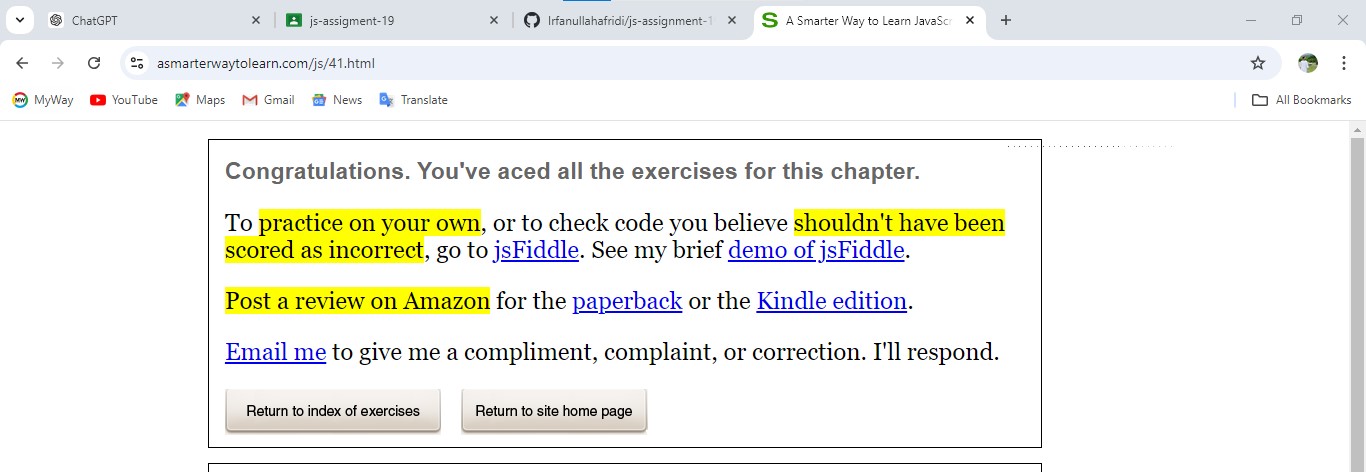 ChatGPT
js-assigment-19
Irfanullahafridi/js-assignment-1
A Smarter Way to Learn JavaScr
asmarterwaytolearn.com/js/41.html
MyWay
YouTube
Maps
Gmail
News
Translate
All Bookmarks
Congratulations. You've aced all the exercises for this chapter.
To practice on your own, or to check code you believe shouldn't have been
scored as incorrect, go to jsFiddle. See my brief demo of jsFiddle.
Post a review on Amazon for the paperback or the Kindle edition.
Email me to give me a compliment, complaint, or correction. I'll respond.
Return to index of exercises
Return to site home page